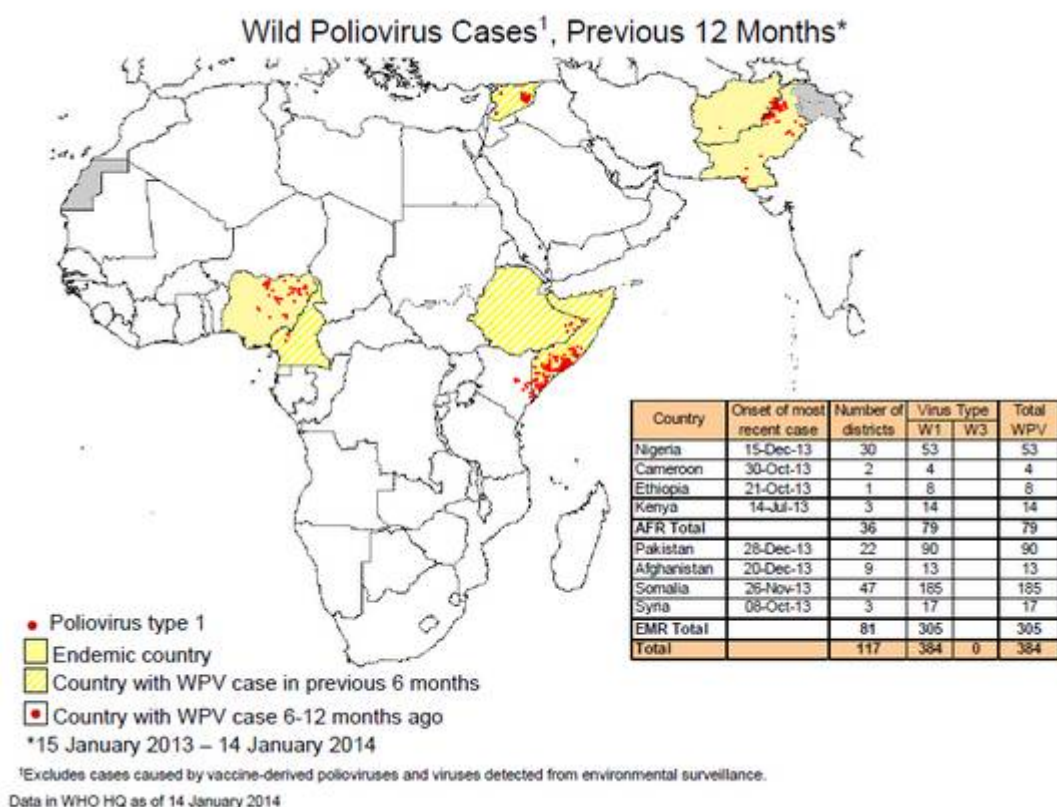 Wild Poliovirus Cases¹, Previous 12 Months*
Country Onset of most recent case Number of districts Virus Type W1 W3 Total WPV
Nigeria 15-Dec-13 30 53 53
Cameroon 30-Oct-13 2 4 4
Ethiopia 21-Oct-13 1 8 8
Kenya 14-Jul-13 3 14 14
AFR Total 36 79 79
Pakistan 28-Dec-13 22 90 90
Afghanistan 20-Dec-13 9 13 13
Somalia 26-Nov-13 47 185 185
Syria 08-Oct-13 3 17 17
EMR Total 81 305 305
Total 117 384 0 384
Poliovirus type 1
Endemic country
Country with WPV case in previous 6 months
Country with WPV case 6-12 months ago
*15 January 2013 – 14 January 2014
¹Excludes cases caused by vaccine-derived polioviruses and viruses detected from environmental surveillance.
Data in WHO HQ as of 14 January 2014